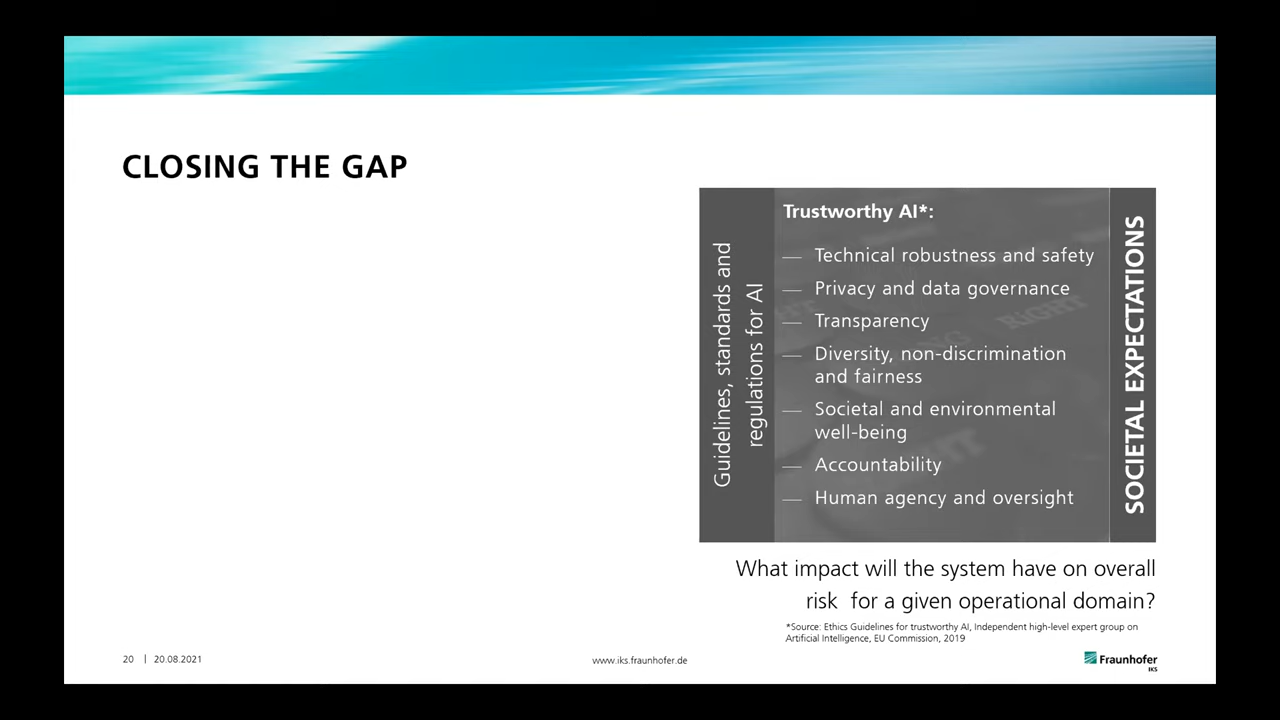 CLOSING THE GAP
Guidelines, standards and
regulations for AI
Trustworthy AI*:
— Technical robustness and safety
— Privacy and data governance
— Transparency
— Diversity, non-discrimination
and fairness
— Societal and environmental
well-being
— Accountability
— Human agency and oversight
SOCIETAL EXPECTATIONS
What impact will the system have on overall
risk for a given operational domain?
*Source: Ethics Guidelines for trustworthy AI, Independent high-level expert group on
Artificial Intelligence, EU Commission, 2019
20 | 20.08.2021
www.iks.fraunhofer.de
Fraunhofer
IKS
RiGHT